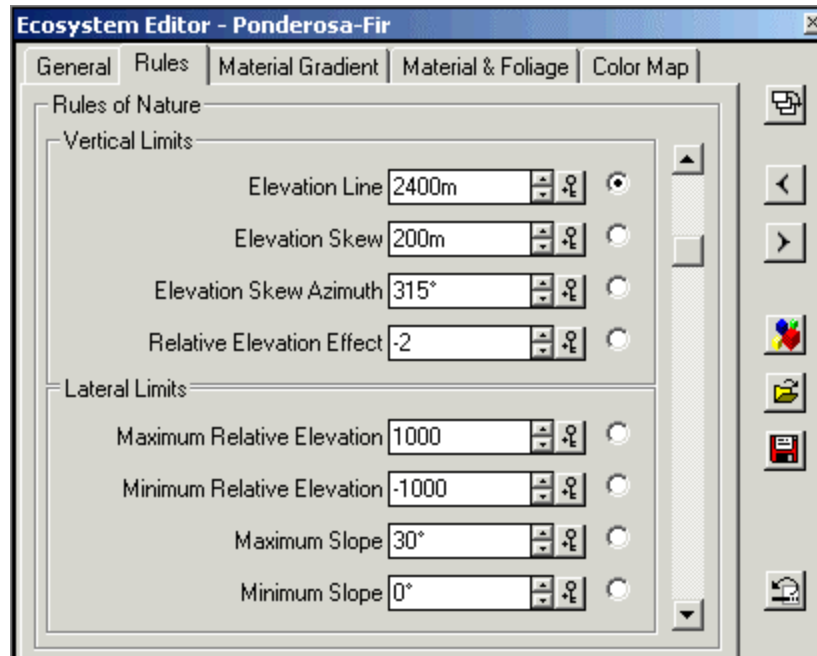 Ecosystem Editor - Ponderosa-Fir
General Rules Material Gradient Material & Foliage Color Map
Rules of Nature
Vertical Limits
Elevation Line 2400m
Elevation Skew 200m
Elevation Skew Azimuth 315°
Relative Elevation Effect -2
Lateral Limits
Maximum Relative Elevation 1000
Minimum Relative Elevation -1000
Maximum Slope 30°
Minimum Slope 0°